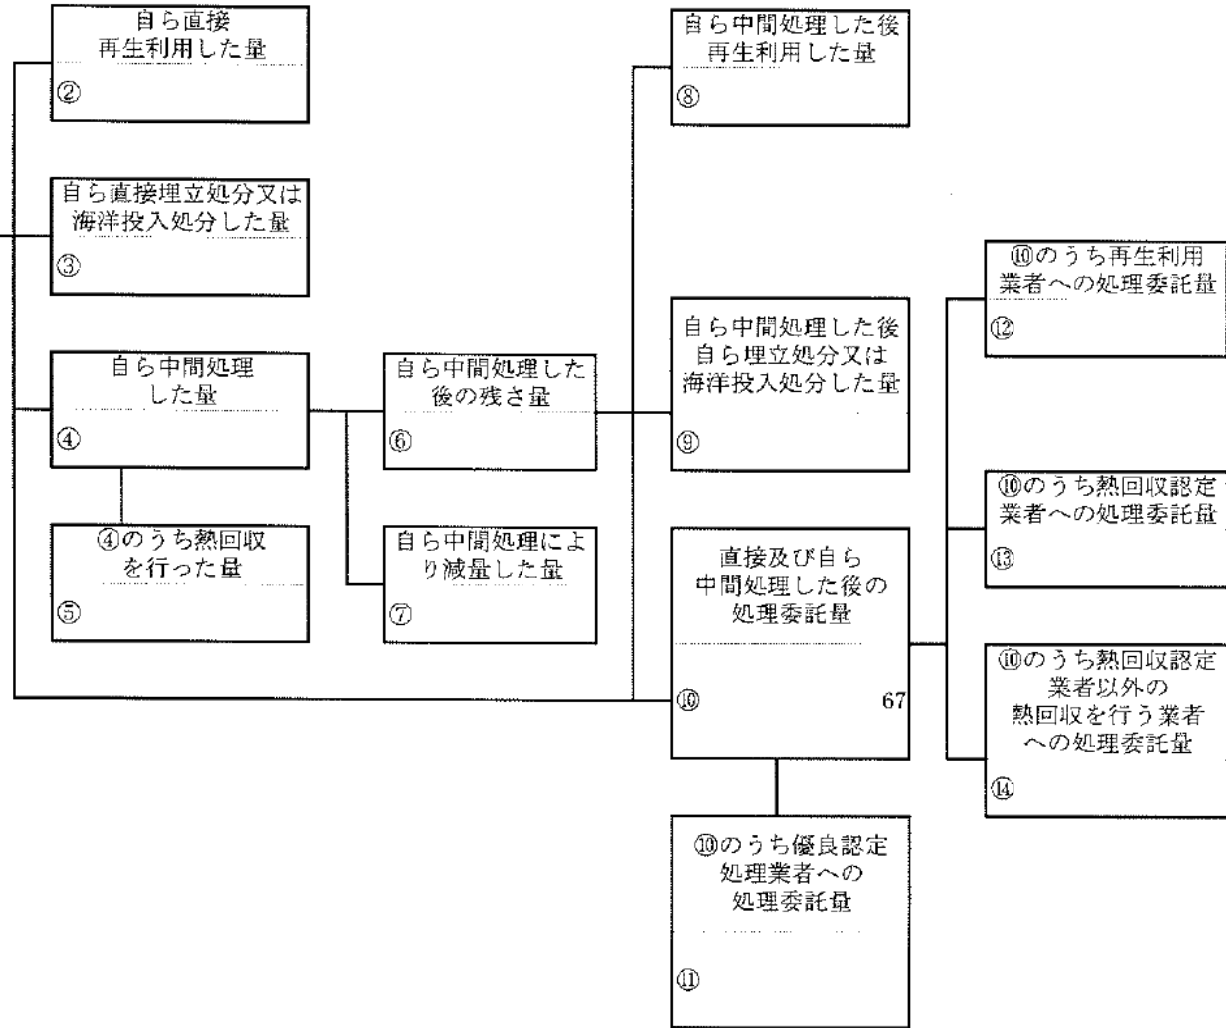 自ら直接
再生利用した量
②
自ら直接埋立処分又は
海洋投入処分した量
③
自ら中間処理
した量
④
④のうち熱回収
を行った量
⑤
自ら中間処理した
後の残さ量
⑥
自ら中間処理によ
り減量した量
⑦
自ら中間処理した後
再生利用した量
⑧
自ら中間処理した後
自ら埋立処分又は
海洋投入処分した量
⑨
直接及び自ら
中間処理した後の
処理委託量
⑩ 67
⑩のうち優良認定
処理業者への
処理委託量
⑪
⑩のうち再生利用
業者への処理委託量
⑫
⑩のうち熱回収認定
業者への処理委託量
⑬
⑩のうち熱回収認定
業者以外の
熱回収を行う業者
への処理委託量
⑭